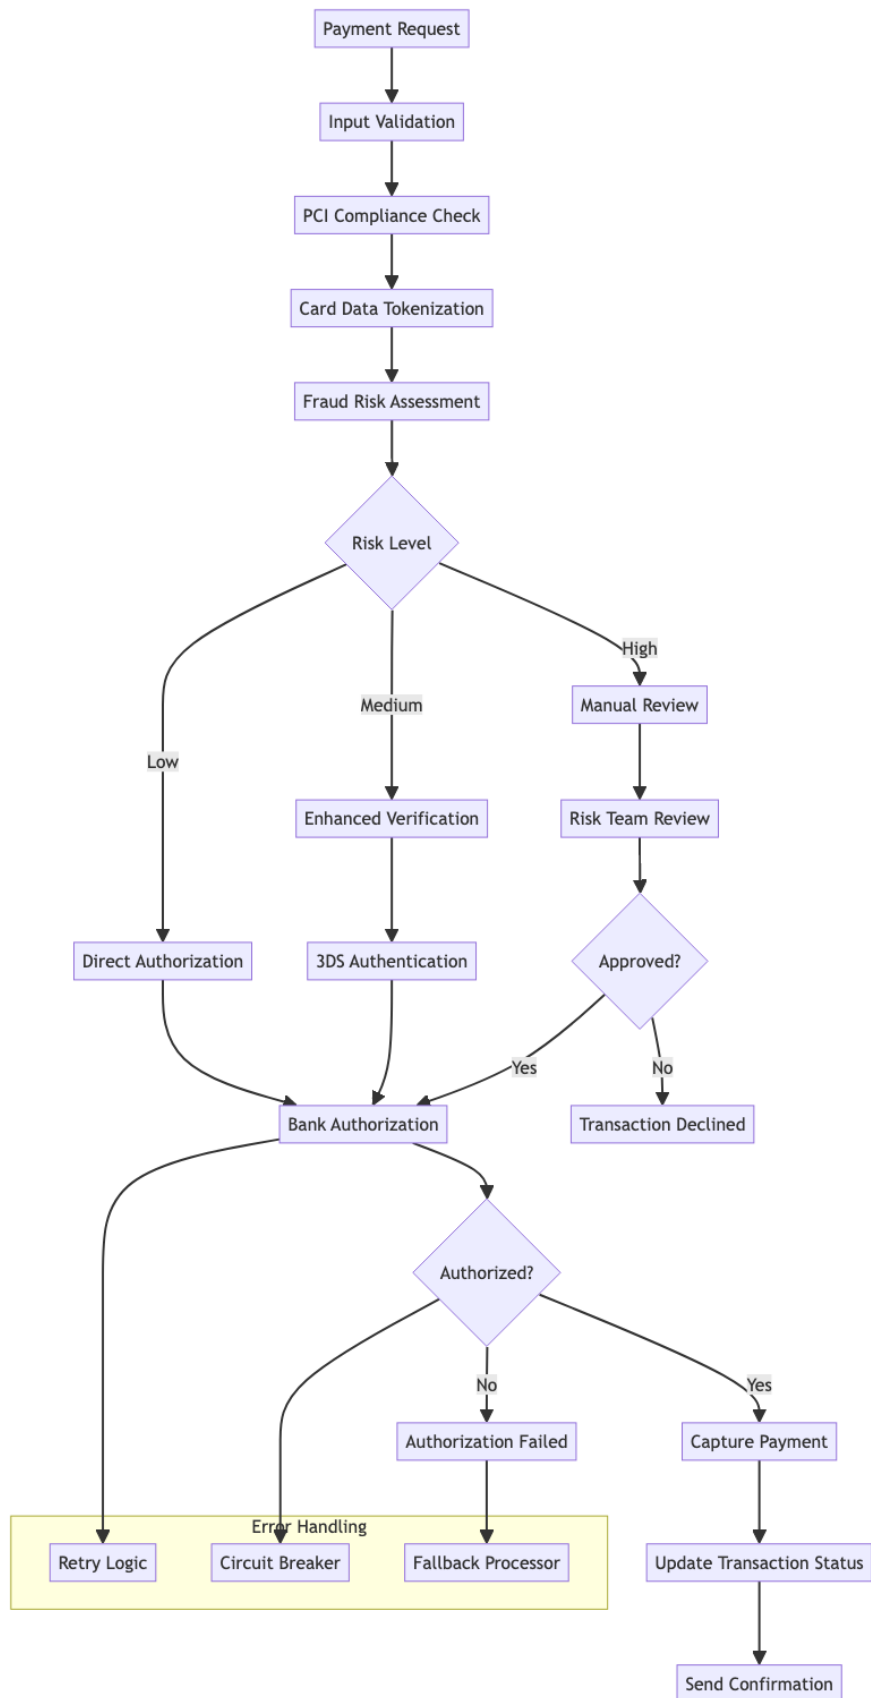 Payment Request
Input Validation
PCI Compliance Check
Card Data Tokenization
Fraud Risk Assessment
Risk Level
High
Medium
Manual Review
Low
Enhanced Verification
Risk Team Review
Direct Authorization
3DS Authentication
Approved?
Yes
No
Bank Authorization
Transaction Declined
Authorized?
No
Yes
Authorization Failed
Capture Payment
Error Handling
Retry Logic
Circuit Breaker
Fallback Processor
Update Transaction Status
Send Confirmation